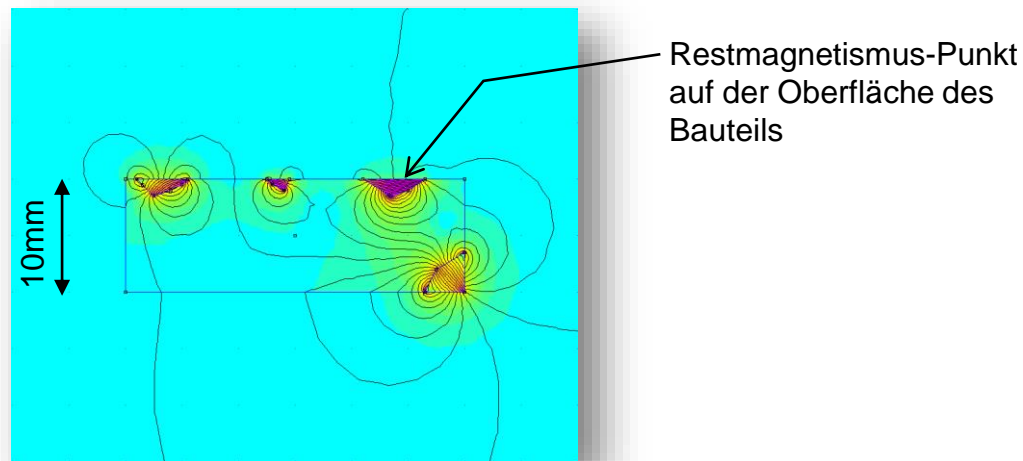 Restmagnetismus-Punkt
auf der Oberfläche des
Bauteils
10mm